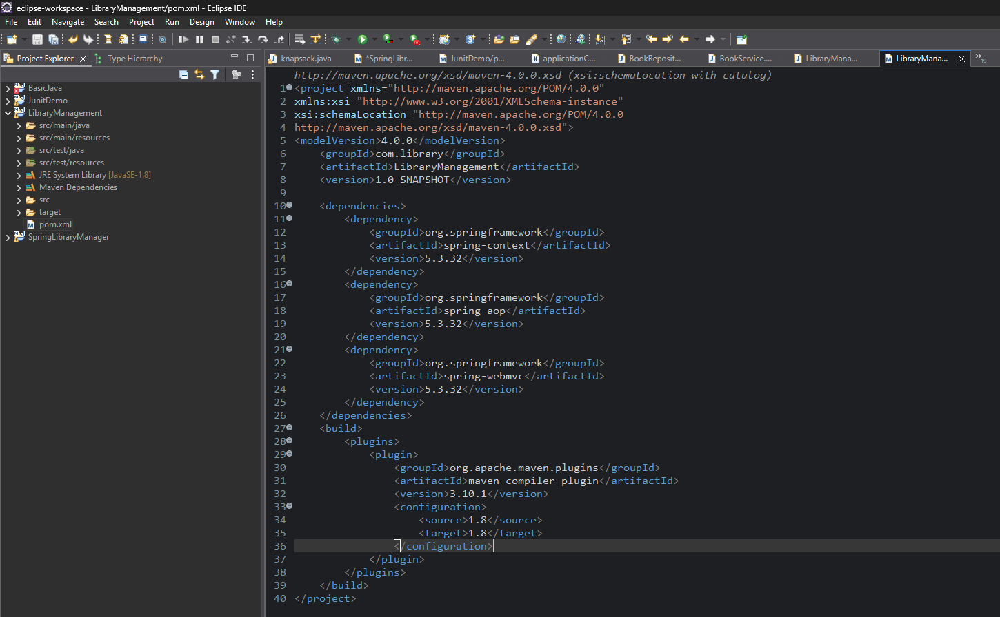 eclipse-workspace - LibraryManagement/pom.xml - Eclipse IDE
File Edit Navigate Search Project Run Design Window Help
Project Explorer Type Hierarchy
knapsack.java *SpringLibr... JunitDemo/p... applicationC... BookReposit... BookService.... LibraryMana... LibraryMana... 19
BasicJava
JunitDemo
LibraryManagement
src/main/java
src/main/resources
src/test/java
src/test/resources
JRE System Library [JavaSE-1.8]
Maven Dependencies
src
target
pom.xml
SpringLibraryManager
http://maven.apache.org/xsd/maven-4.0.0.xsd (xsi:schemaLocation with catalog)
1 <project xmlns="http://maven.apache.org/POM/4.0.0"
2 xmlns:xsi="http://www.w3.org/2001/XMLSchema-instance"
3 xsi:schemaLocation="http://maven.apache.org/POM/4.0.0
4 http://maven.apache.org/xsd/maven-4.0.0.xsd">
5 <modelVersion>4.0.0</modelVersion>
6 <groupId>com.library</groupId>
7 <artifactId>LibraryManagement</artifactId>
8 <version>1.0-SNAPSHOT</version>
9
10 <dependencies>
11 <dependency>
12 <groupId>org.springframework</groupId>
13 <artifactId>spring-context</artifactId>
14 <version>5.3.32</version>
15 </dependency>
16 <dependency>
17 <groupId>org.springframework</groupId>
18 <artifactId>spring-aop</artifactId>
19 <version>5.3.32</version>
20 </dependency>
21 <dependency>
22 <groupId>org.springframework</groupId>
23 <artifactId>spring-webmvc</artifactId>
24 <version>5.3.32</version>
25 </dependency>
26 </dependencies>
27 <build>
28 <plugins>
29 <plugin>
30 <groupId>org.apache.maven.plugins</groupId>
31 <artifactId>maven-compiler-plugin</artifactId>
32 <version>3.10.1</version>
33 <configuration>
34 <source>1.8</source>
35 <target>1.8</target>
36 </configuration>
37 </plugin>
38 </plugins>
39 </build>
40 </project>